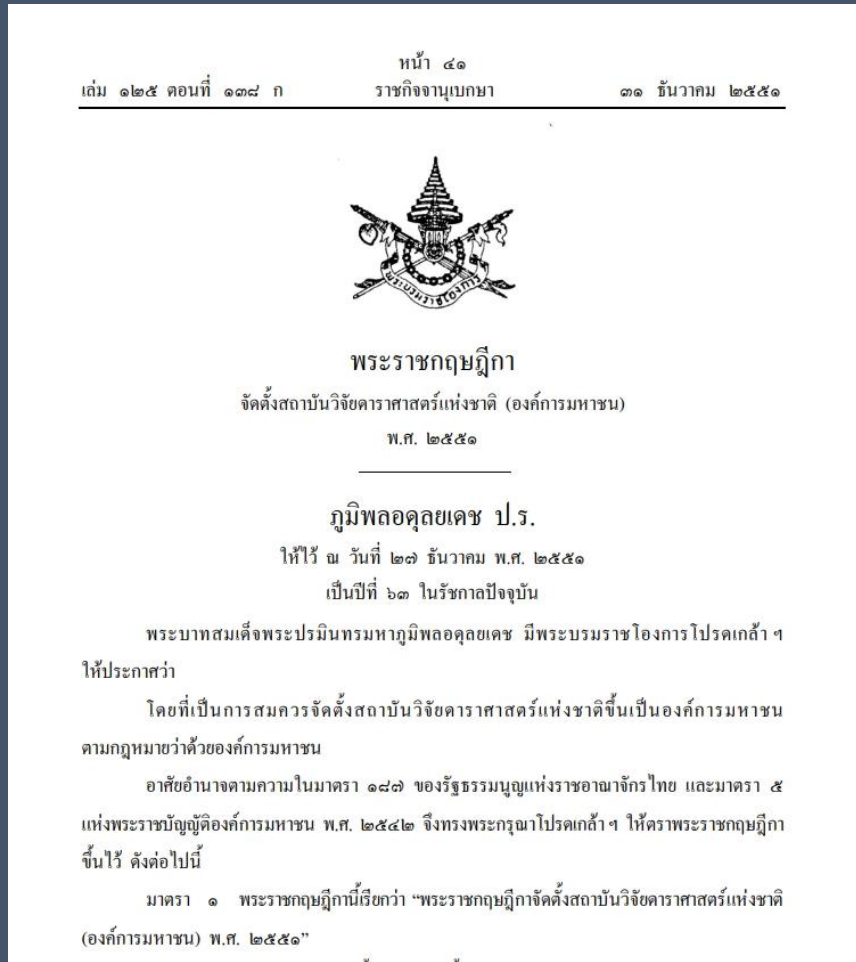 หน้า ๔๑
เล่ม ๑๒๕ ตอนที่ ๑๓๘ ก ราชกิจจานุเบกษา ๓๑ ธันวาคม ๒๕๕๑
พระบรมราชโองการ
พระราชกฤษฎีกา
จัดตั้งสถาบันวิจัยดาราศาสตร์แห่งชาติ (องค์การมหาชน)
พ.ศ. ๒๕๕๑
ภูมิพลอดุลยเดช ป.ร.
ให้ไว้ ณ วันที่ ๒๗ ธันวาคม พ.ศ. ๒๕๕๑
เป็นปีที่ ๖๓ ในรัชกาลปัจจุบัน
พระบาทสมเด็จพระปรมินทรมหาภูมิพลอดุลยเดช มีพระบรมราชโองการโปรดเกล้า ฯ
ให้ประกาศว่า
โดยที่เป็นการสมควรจัดตั้งสถาบันวิจัยดาราศาสตร์แห่งชาติขึ้นเป็นองค์การมหาชน
ตามกฎหมายว่าด้วยองค์การมหาชน
อาศัยอำนาจตามความในมาตรา ๑๘๗ ของรัฐธรรมนูญแห่งราชอาณาจักรไทย และมาตรา ๕
แห่งพระราชบัญญัติองค์การมหาชน พ.ศ. ๒๕๔๒ จึงทรงพระกรุณาโปรดเกล้า ฯ ให้ตราพระราชกฤษฎีกา
ขึ้นไว้ ดังต่อไปนี้
มาตรา ๑ พระราชกฤษฎีกานี้เรียกว่า “พระราชกฤษฎีกาจัดตั้งสถาบันวิจัยดาราศาสตร์แห่งชาติ
(องค์การมหาชน) พ.ศ. ๒๕๕๑”